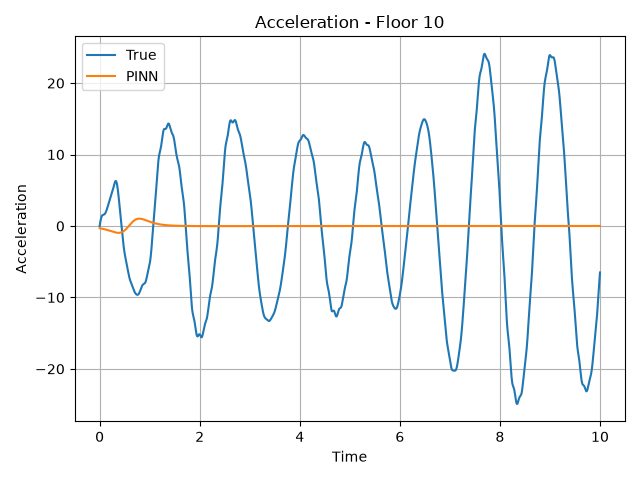 Acceleration - Floor 10
True
PINN
20
10
0
−10
−20
Acceleration
0 2 4 6 8 10
Time